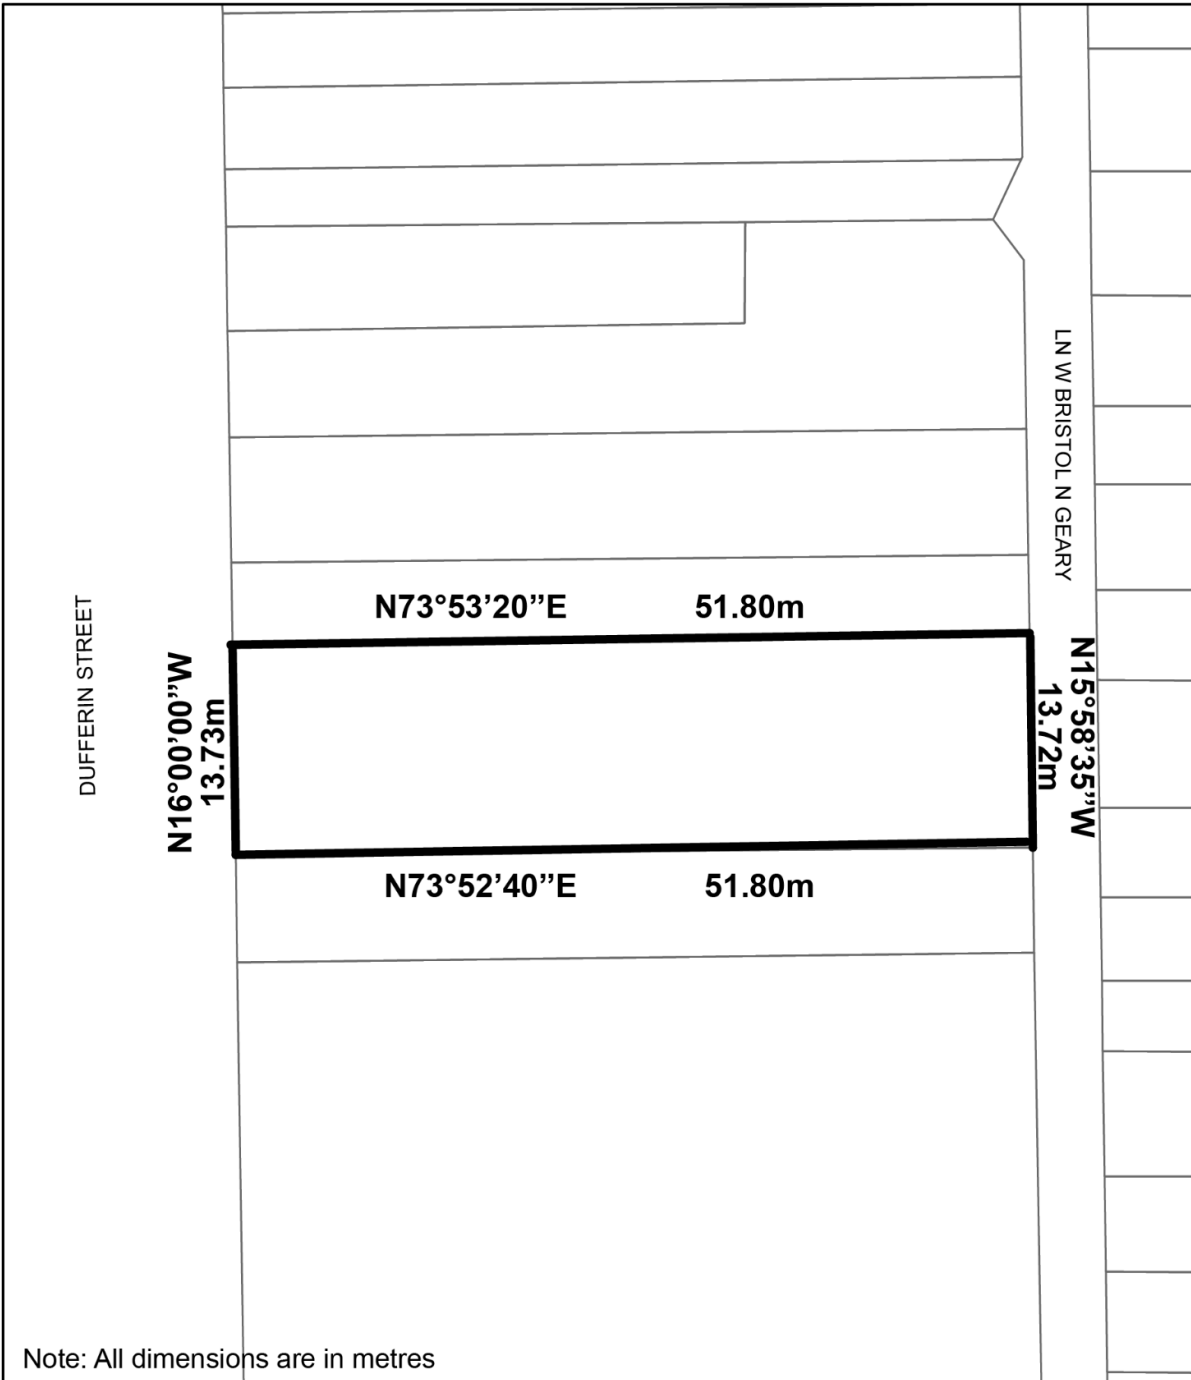 LN W BRISTOL N GEARY
DUFFERIN STREET
N73°53’20”E 51.80m
N16°00’00”W
13.73m
N15°58’35”W
13.72m
N73°52’40”E 51.80m
Note: All dimensions are in metres